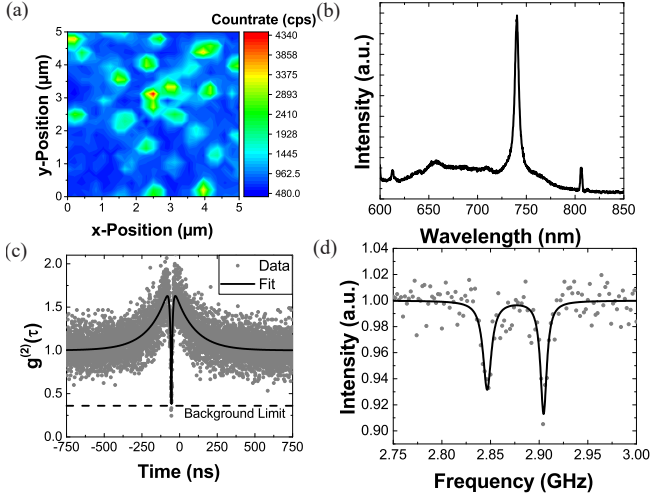 (a)
Countrate (cps)
5
4
3
2
1
0
y-Position (µm)
0 1 2 3 4 5
x-Position (µm)
4340
3858
3375
2893
2410
1928
1445
962.5
480.0
(b)
Intensity (a.u.)
600 650 700 750 800 850
Wavelength (nm)
(c)
g(2)(τ)
2.0
1.5
1.0
0.5
0.0
Data
Fit
Background Limit
-750 -500 -250 0 250 500 750
Time (ns)
(d)
Intensity (a.u.)
1.04
1.02
1.00
0.98
0.96
0.94
0.92
0.90
2.75 2.80 2.85 2.90 2.95 3.00
Frequency (GHz)